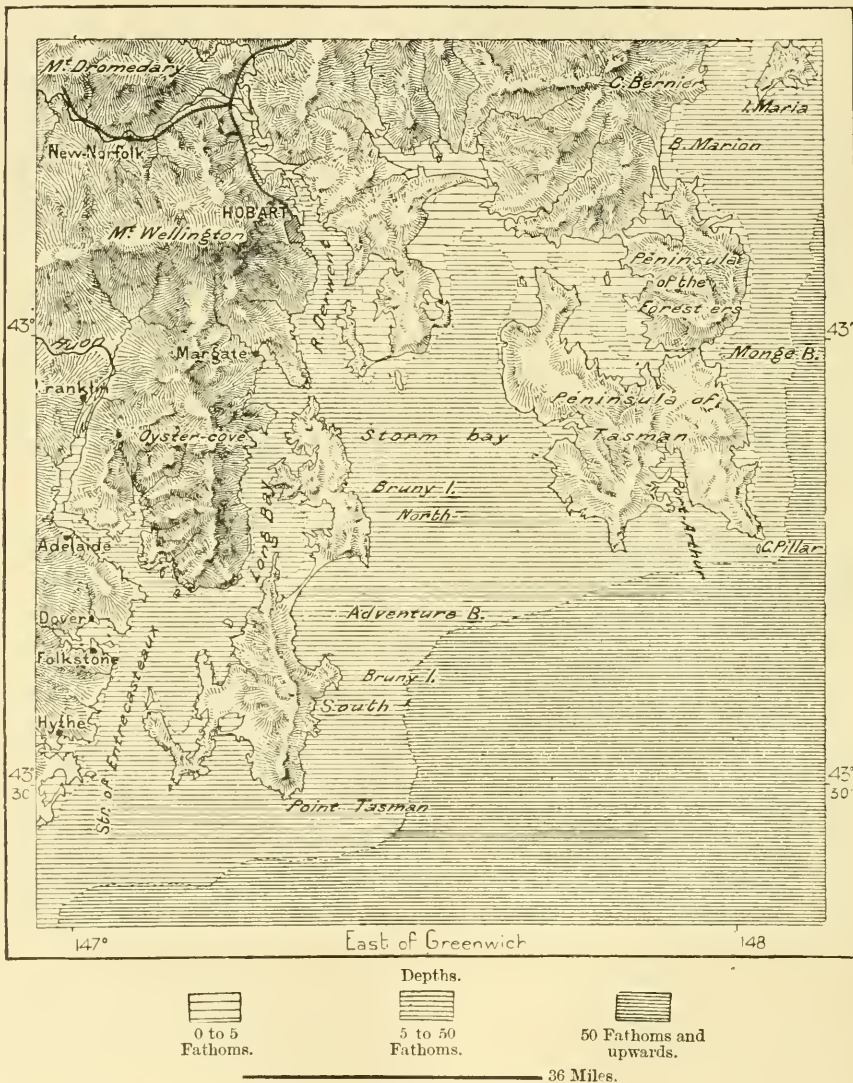 Mt. Dromedary
C. Bernier
I. Maria
New-Norfolk
B. Marion
HOBART
Mt. Wellington
R. Derwent
Peninsula
of the
Foresters
43°
43°
Huon
Margate
Monge B.
Franklin
Peninsula of
Tasman
Oyster-cove
Storm bay
Bruny I.
North
Long Bay
Port Arthur
Adelaide
C. Pillar
Adventure B.
Dover
Folkstone
Bruny I.
South
Hythe
Str. of Entrecasteaux
43°
30'
43°
50'
Point Tasman
147°
East of Greenwich
148
Depths.
0 to 5
Fathoms.
5 to 50
Fathoms.
50 Fathoms and
upwards.
36 Miles.